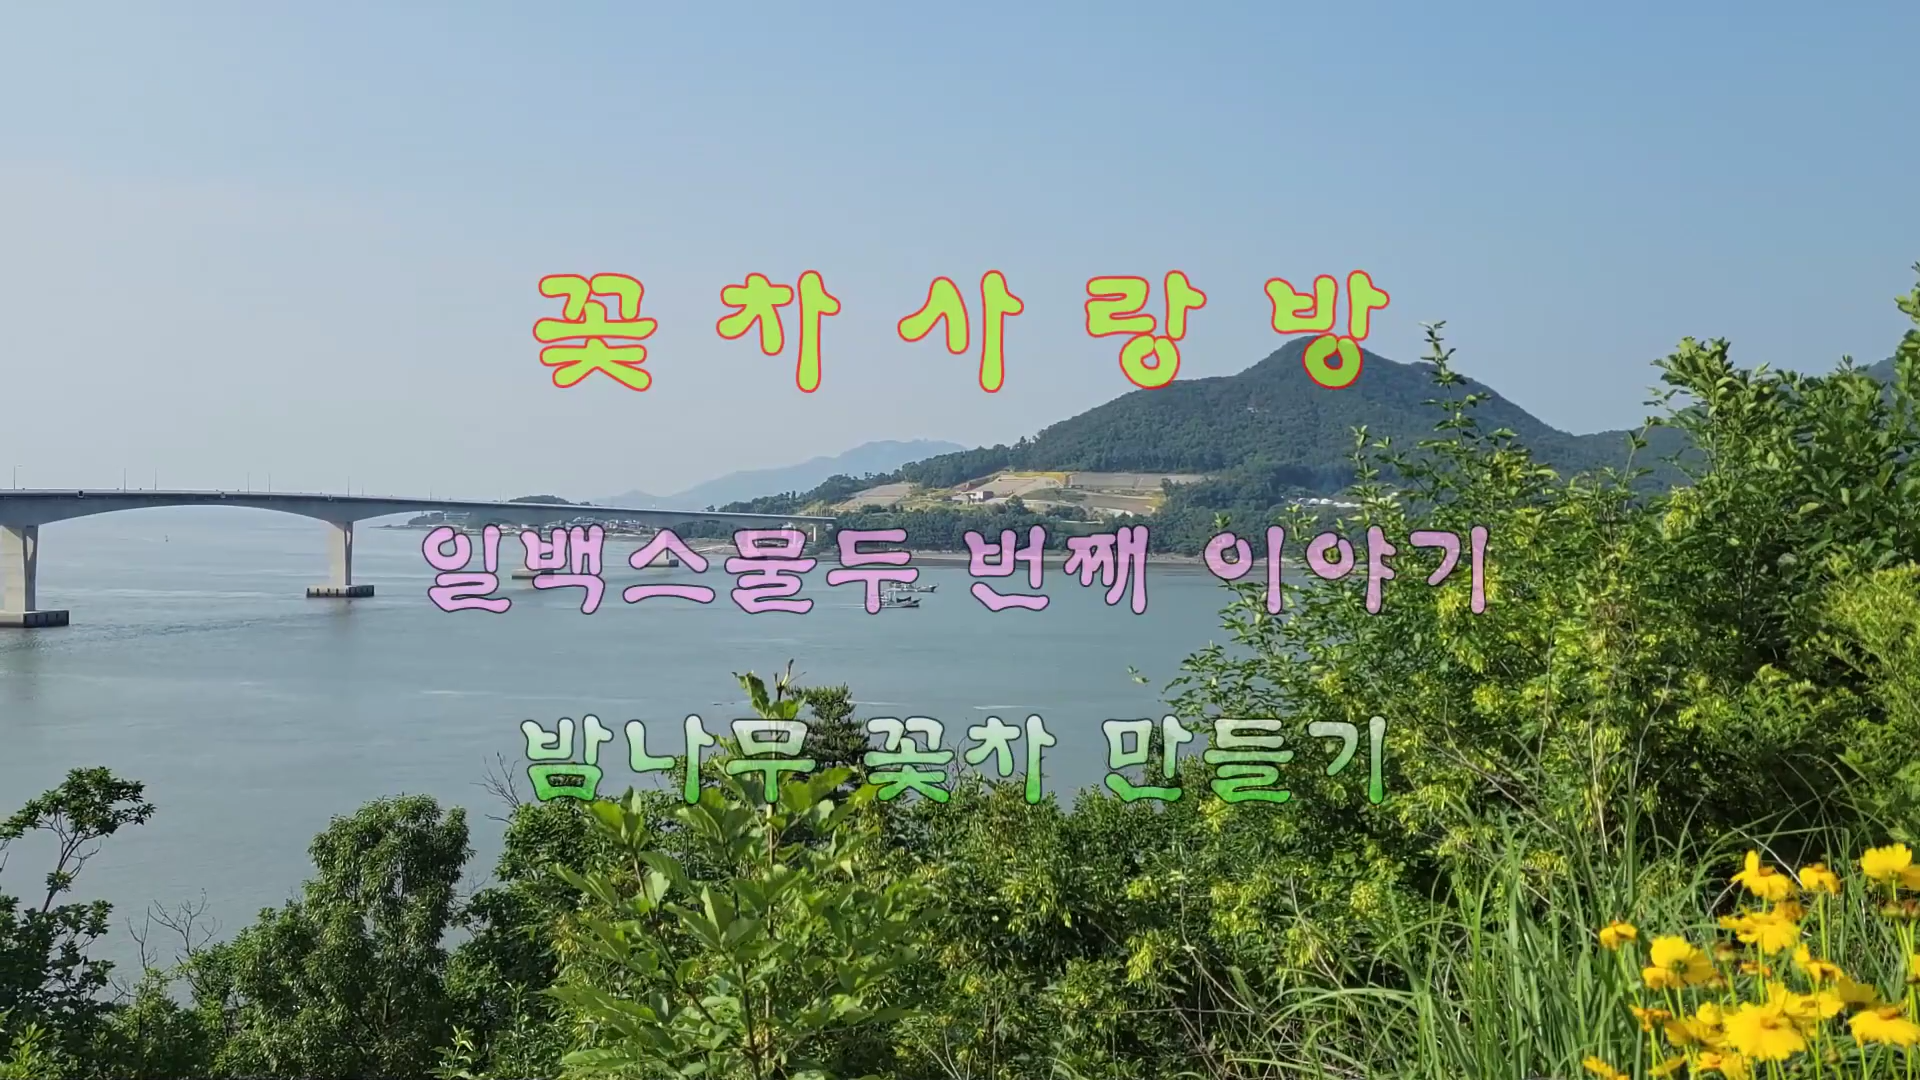 꽃 차 사 랑 방
일백스물두 번째 이야기
밤나무 꽃차 만들기